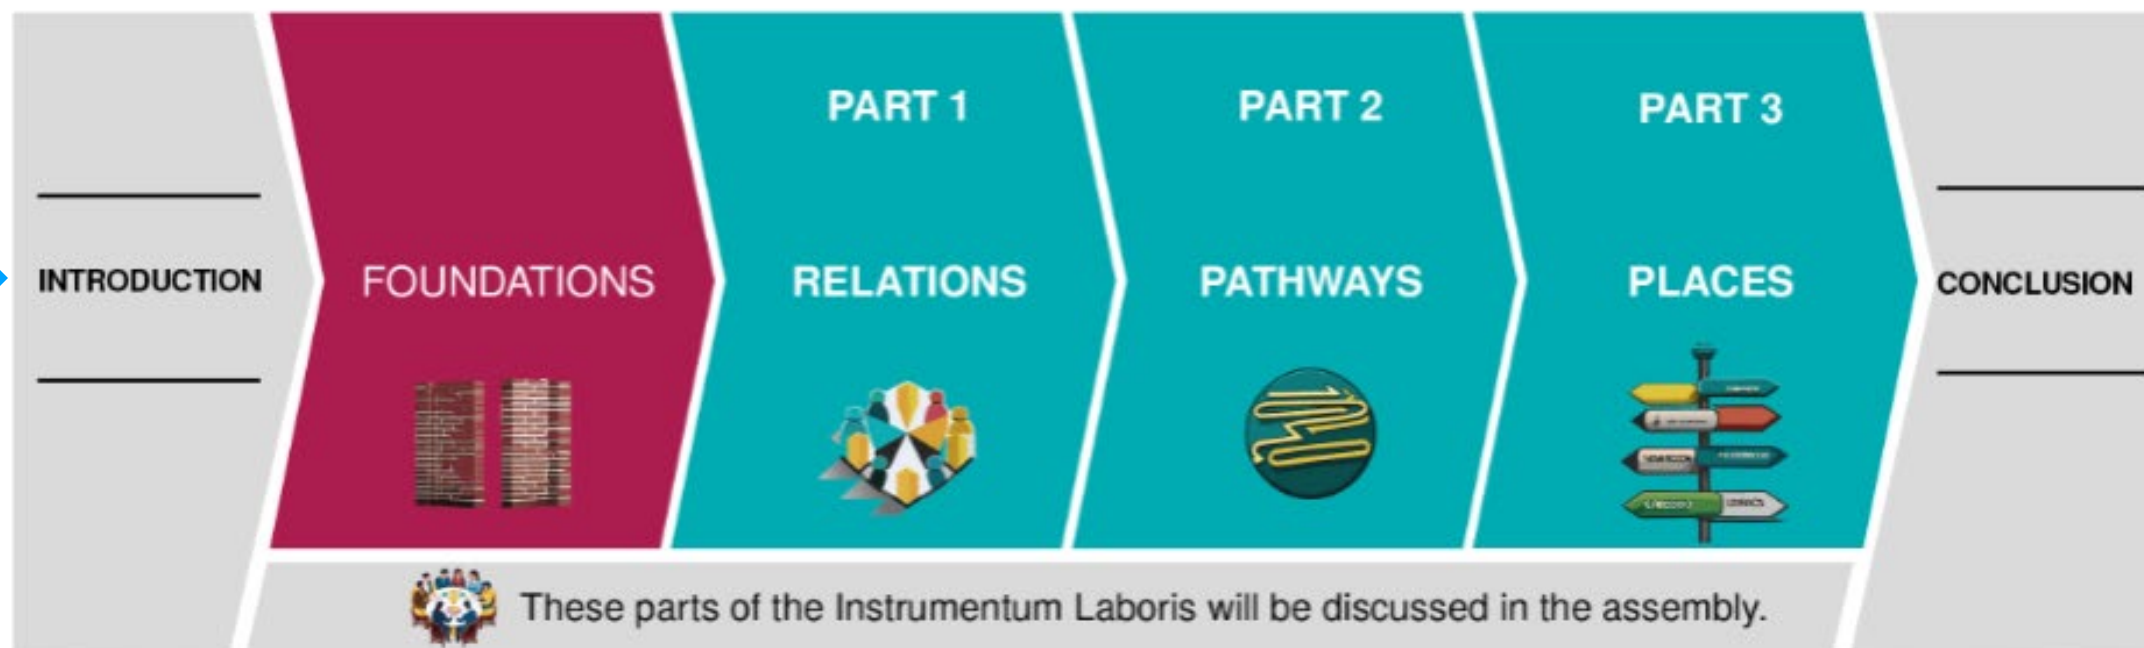 PART 1
PART 2
PART 3
INTRODUCTION
FOUNDATIONS
RELATIONS
PATHWAYS
PLACES
CONCLUSION
These parts of the Instrumentum Laboris will be discussed in the assembly.